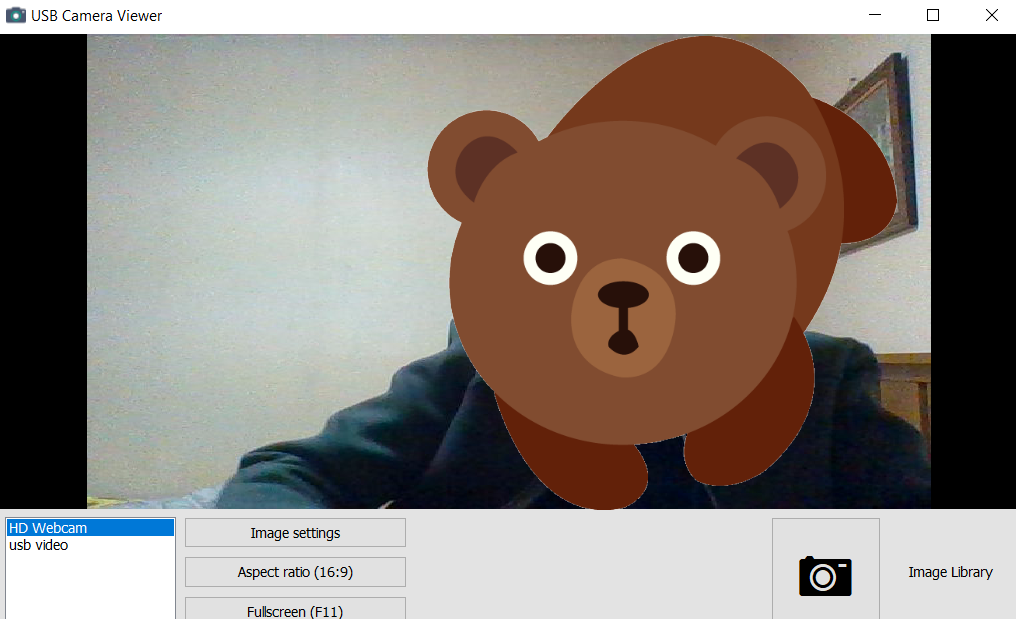 USB Camera Viewer
HD Webcam
usb video
Image settings
Aspect ratio (16:9)
Fullscreen (F11)
Image Library